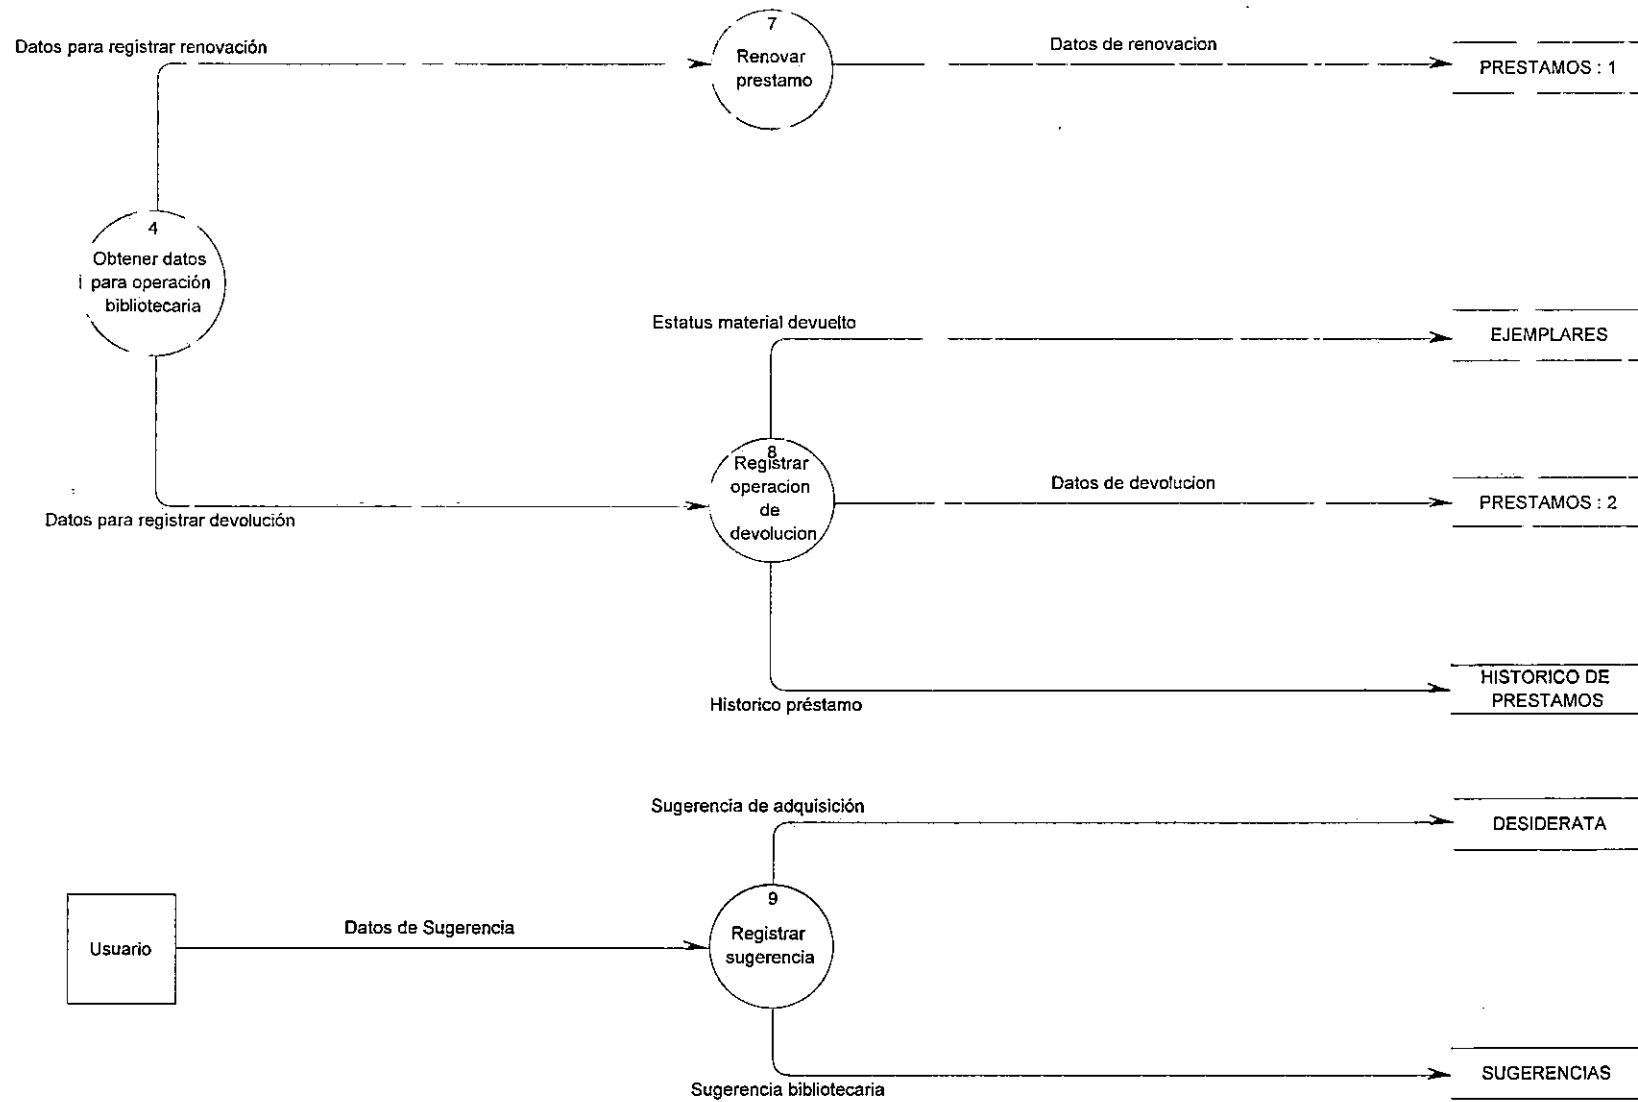 7
Datos para registrar renovación
Renovar
prestamo
Datos de renovacion
PRESTAMOS : 1
4
Obtener datos
para operación
bibliotecaria
Estatus material devuelto
EJEMPLARES
8
Registrar
operacion
de
devolucion
Datos de devolucion
PRESTAMOS : 2
Datos para registrar devolución
HISTORICO DE
PRESTAMOS
Historico préstamo
Sugerencia de adquisición
DESIDERATA
9
Registrar
sugerencia
Datos de Sugerencia
Usuario
SUGERENCIAS
Sugerencia bibliotecaria